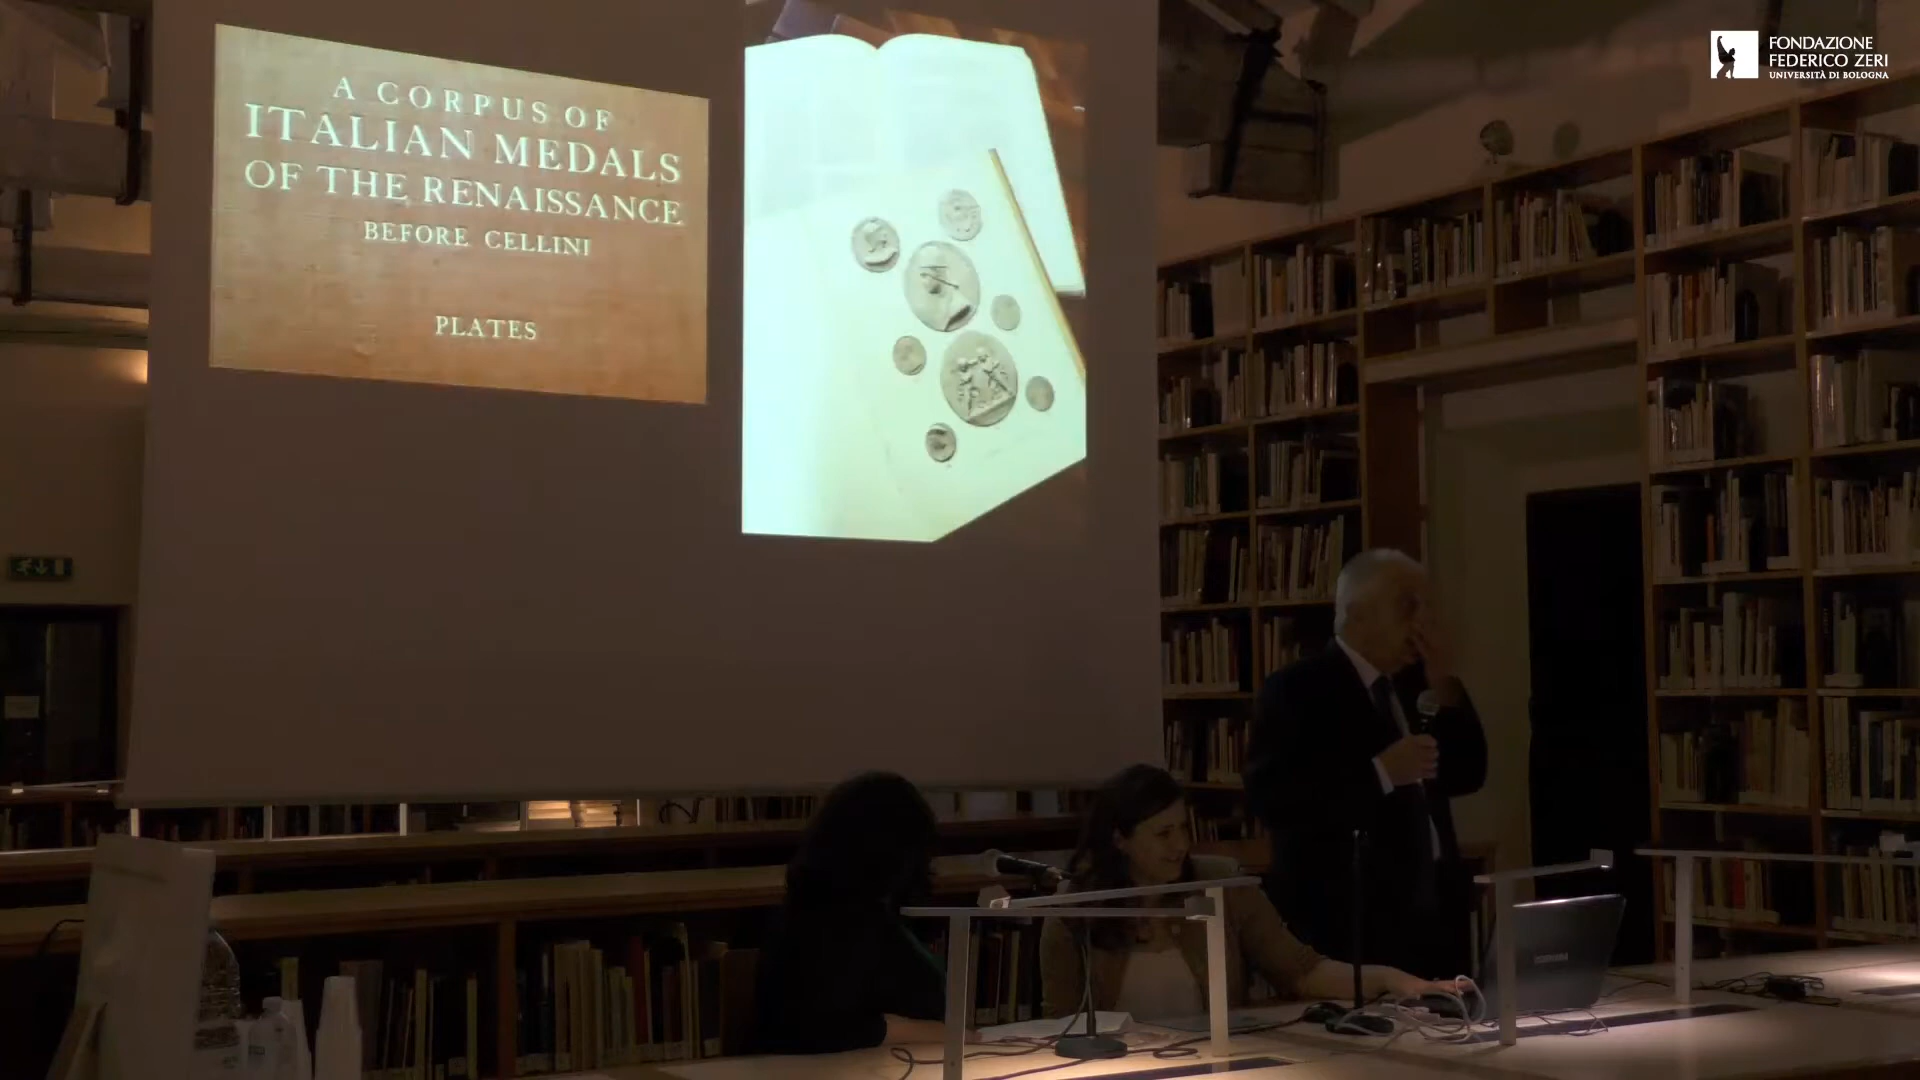 A CORPUS OF
ITALIAN MEDALS
OF THE RENAISSANCE
BEFORE CELLINI
PLATES
FONDAZIONE
FEDERICO ZERI
UNIVERSITÀ DI BOLOGNA